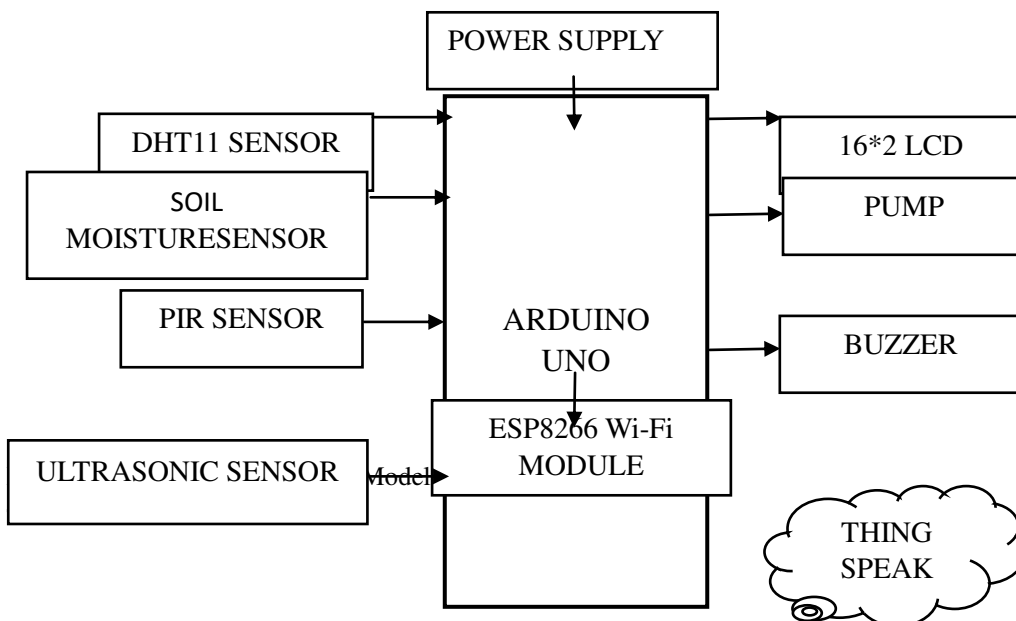 POWER SUPPLY
DHT11 SENSOR
16*2 LCD
SOIL
MOISTURESENSOR
PUMP
PIR SENSOR
ARDUINO
UNO
BUZZER
ESP8266 Wi-Fi
MODULE
ULTRASONIC SENSOR
Model
THING
SPEAK